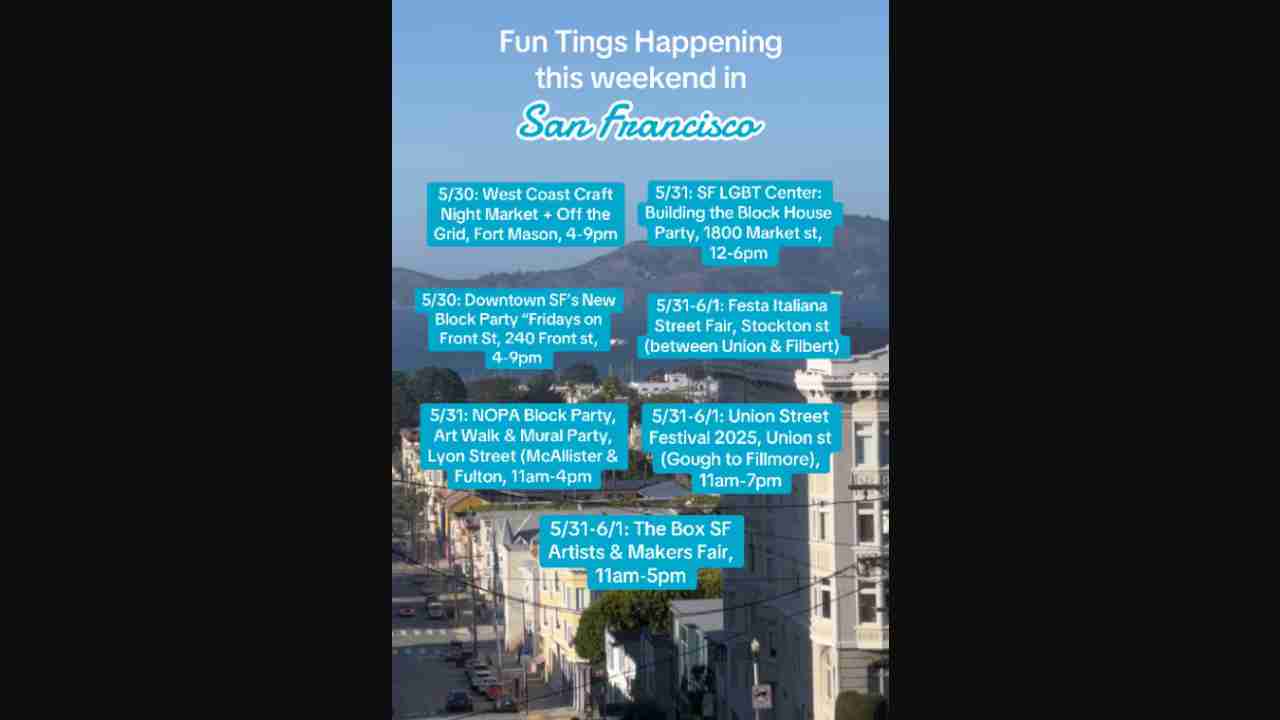 Fun Tings Happening
this weekend in
San Francisco
5/30: West Coast Craft
Night Market + Off the
Grid, Fort Mason, 4-9pm
5/31: SF LGBT Center:
Building the Block House
Party, 1800 Market st,
12-6pm
5/30: Downtown SF's New
Block Party “Fridays on
Front St, 240 Front st,
4-9pm
5/31-6/1: Festa Italiana
Street Fair, Stockton st
(between Union & Filbert)
5/31: NOPA Block Party,
Art Walk & Mural Party,
Lyon Street (McAllister &
Fulton, 11am-4pm
5/31-6/1: Union Street
Festival 2025, Union st
(Gough to Fillmore),
11am-7pm
5/31-6/1: The Box SF
Artists & Makers Fair,
11am-5pm